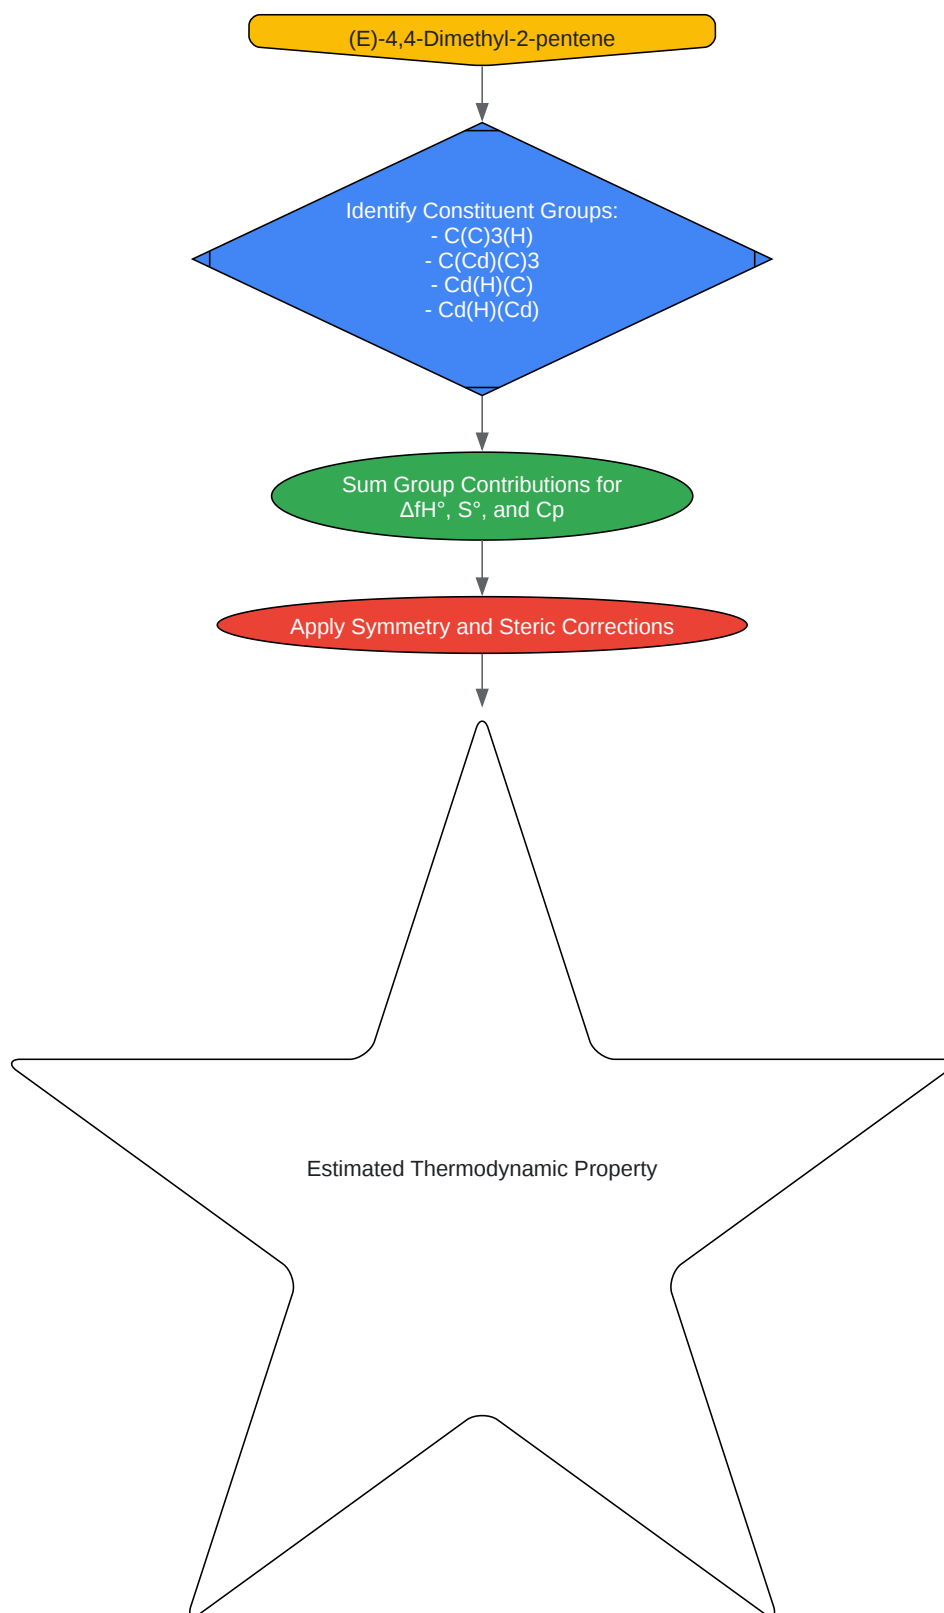 (E)-4,4-Dimethyl-2-pentene
Identify Constituent Groups:
- C(C)3(H)
- C(Cd)(C)3
- Cd(H)(C)
- Cd(H)(Cd)
Sum Group Contributions for
ΔfH°, S°, and Cp
Apply Symmetry and Steric Corrections
Estimated Thermodynamic Property